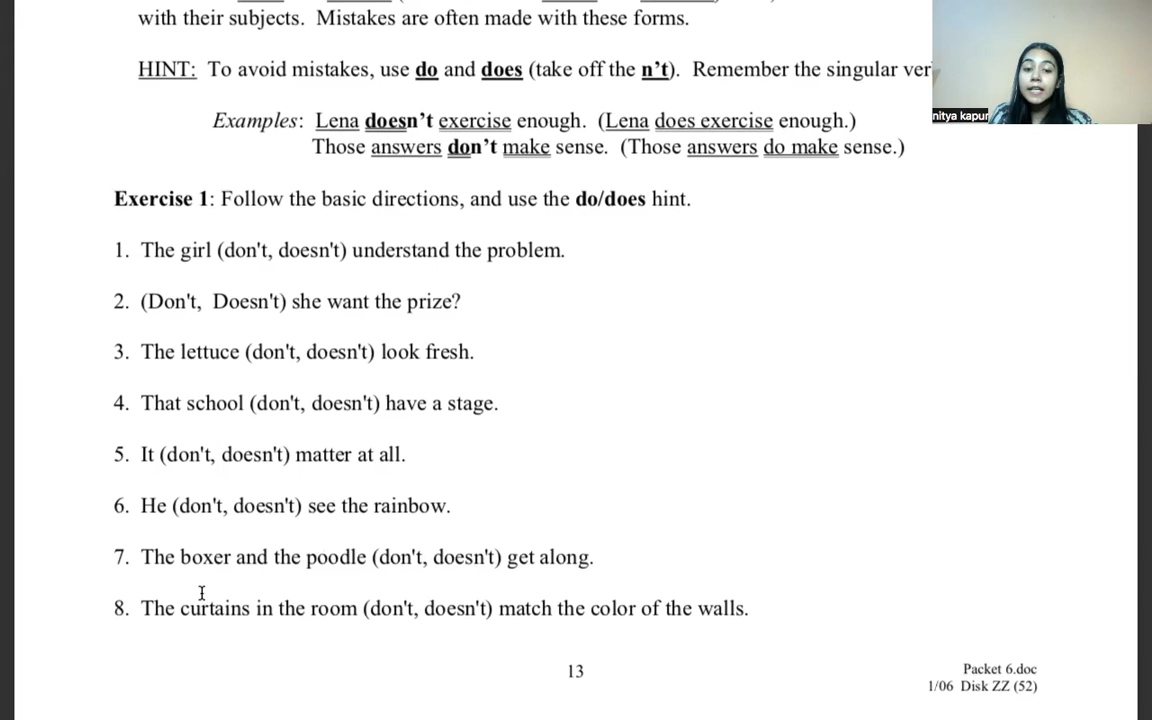 with their subjects. Mistakes are often made with these forms.
HINT: To avoid mistakes, use do and does (take off the n't). Remember the singular
Examples: Lena doesn't exercise enough. (Lena does exercise enough.)
Those answers don't make sense. (Those answers do make sense.)
Exercise 1: Follow the basic directions, and use the do/does hint.
1. The girl (don't, doesn't) understand the problem.
2. (Don't, Doesn't) she want the prize?
3. The lettuce (don't, doesn't) look fresh.
4. That school (don't, doesn't) have a stage.
5. It (don't, doesn't) matter at all.
6. He (don't, doesn't) see the rainbow.
7. The boxer and the poodle (don't, doesn't) get along.
8. The curtains in the room (don't, doesn't) match the color of the walls.
13
Packet 6.doc
1/06 Disk ZZ (52)
nitya kapur